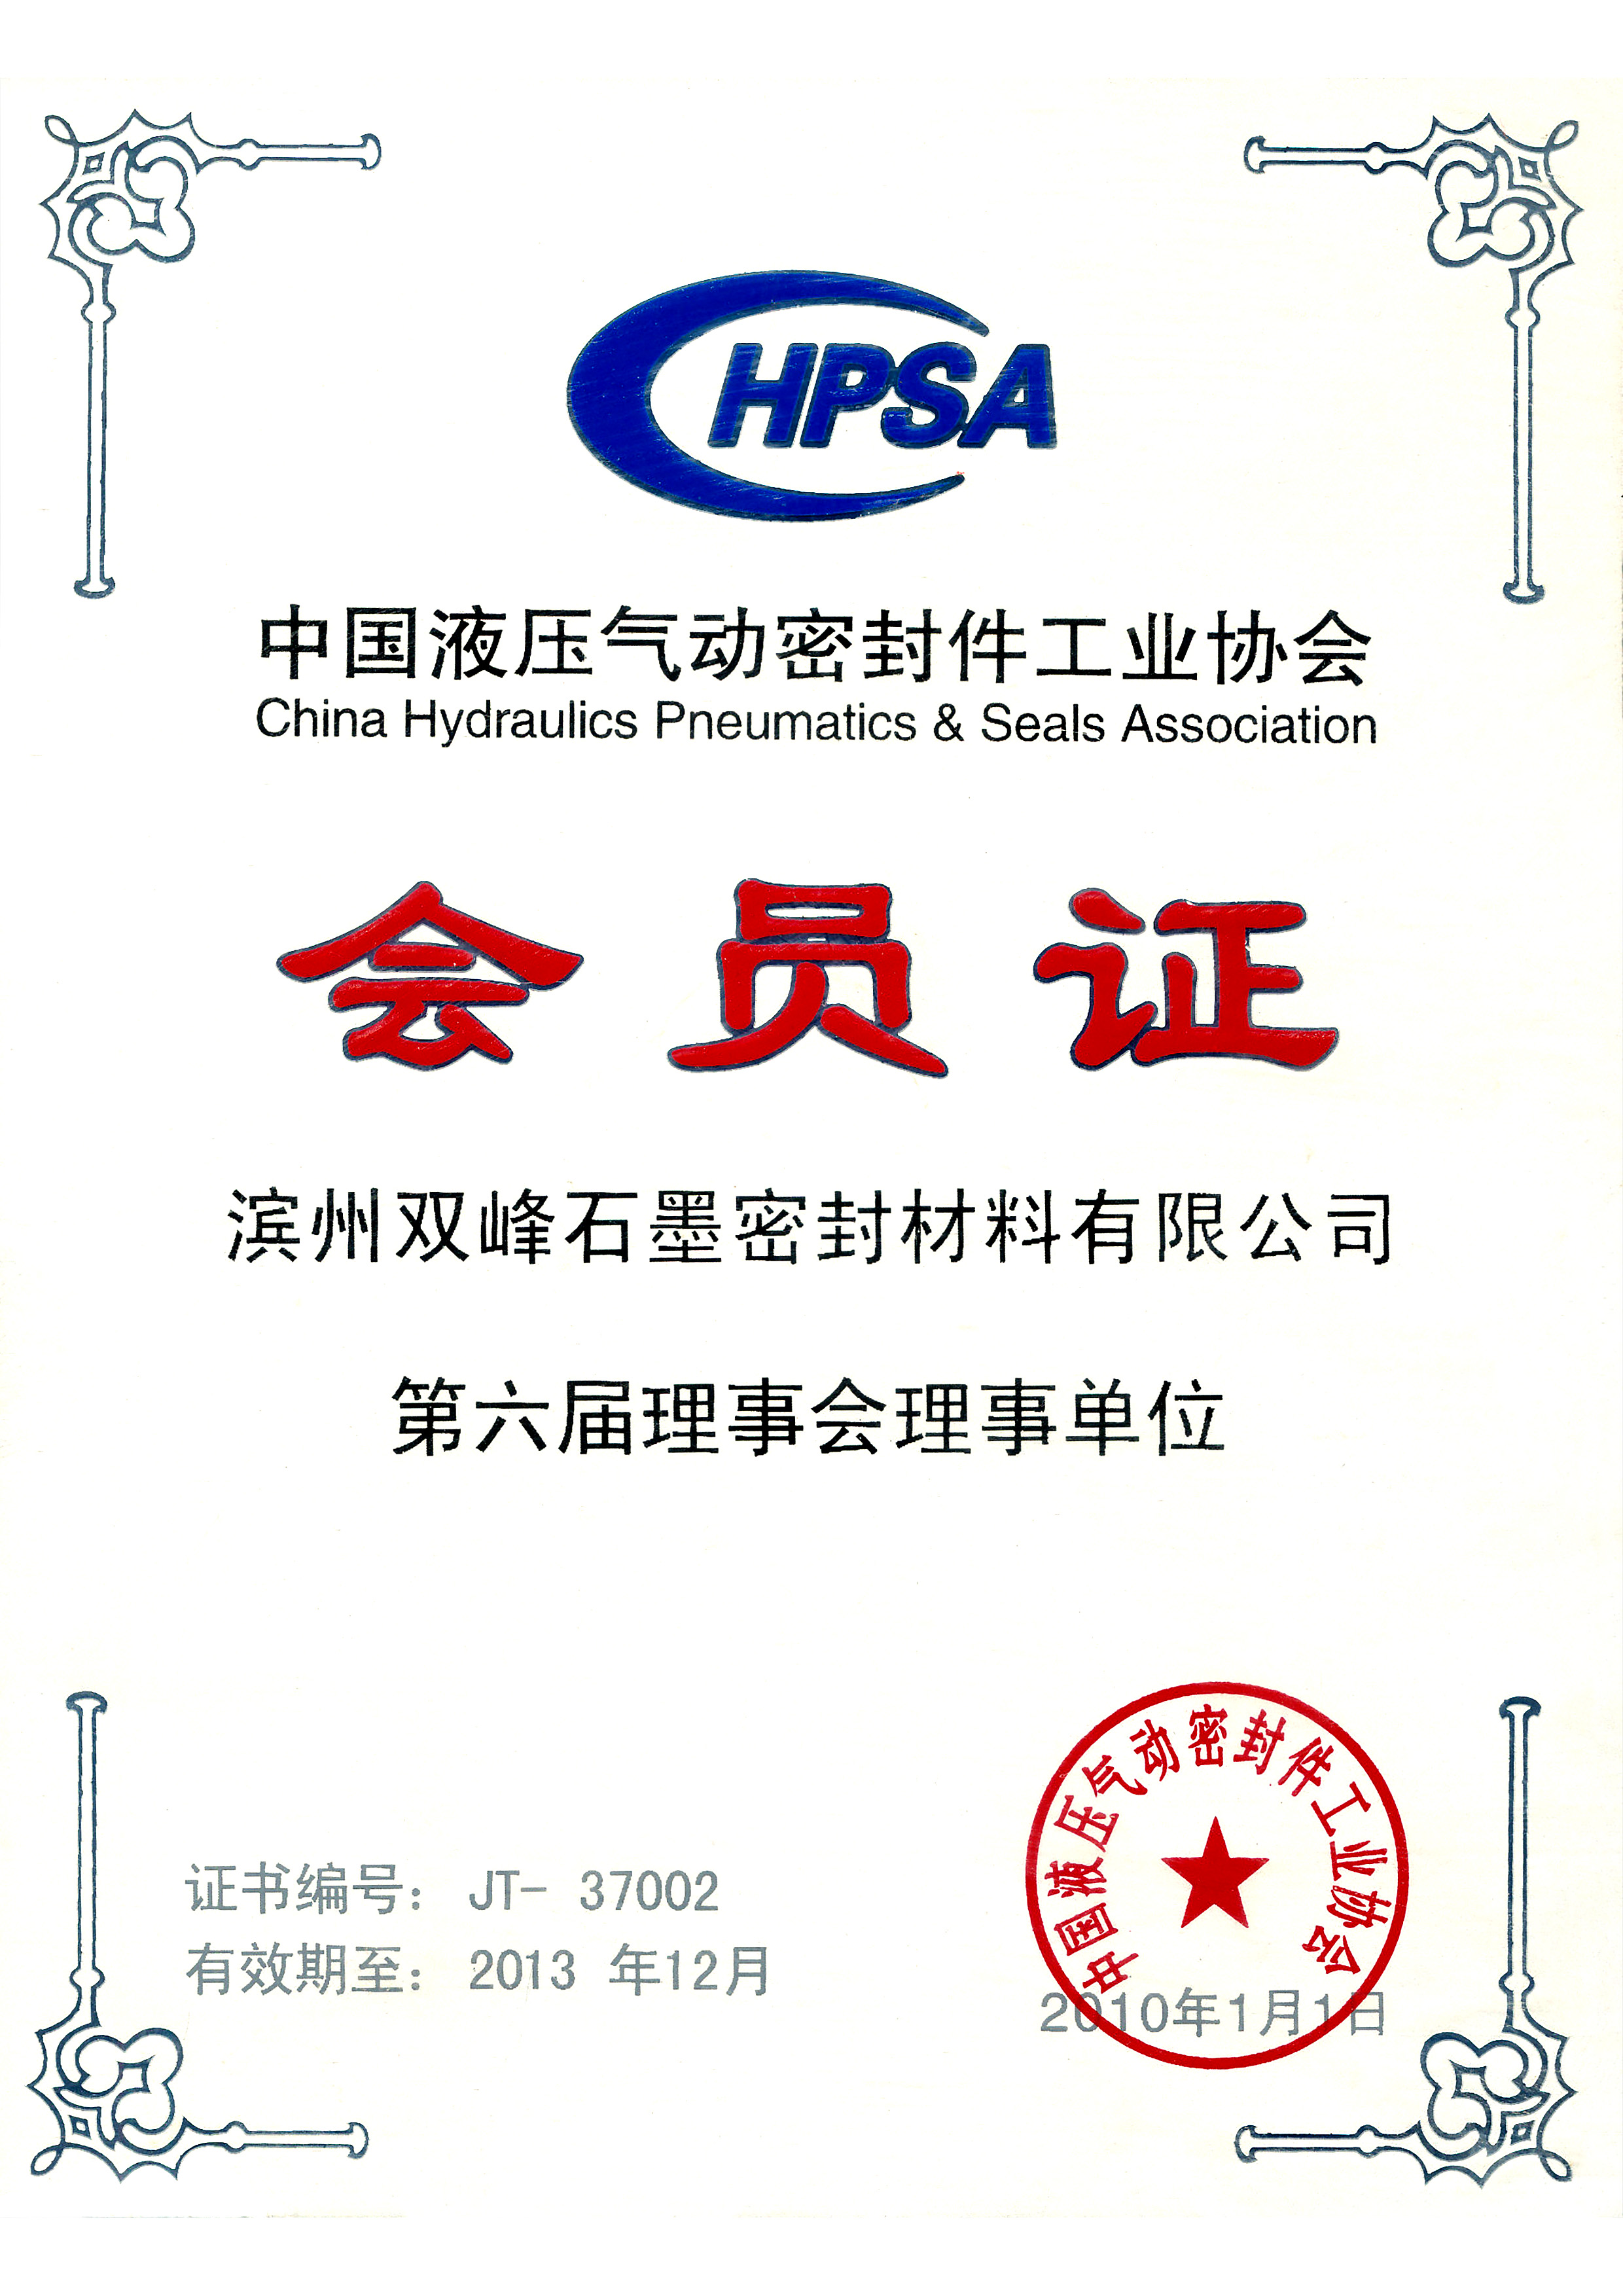 CHPSA
中国液压气动密封件工业协会
China Hydraulics Pneumatics & Seals Association
会员证
滨州双峰石墨密封材料有限公司
第六届理事会理事单位
中国液压气动密封件工业协会
证书编号： JT- 37002
有效期至： 2013 年12月
2010年1月1日